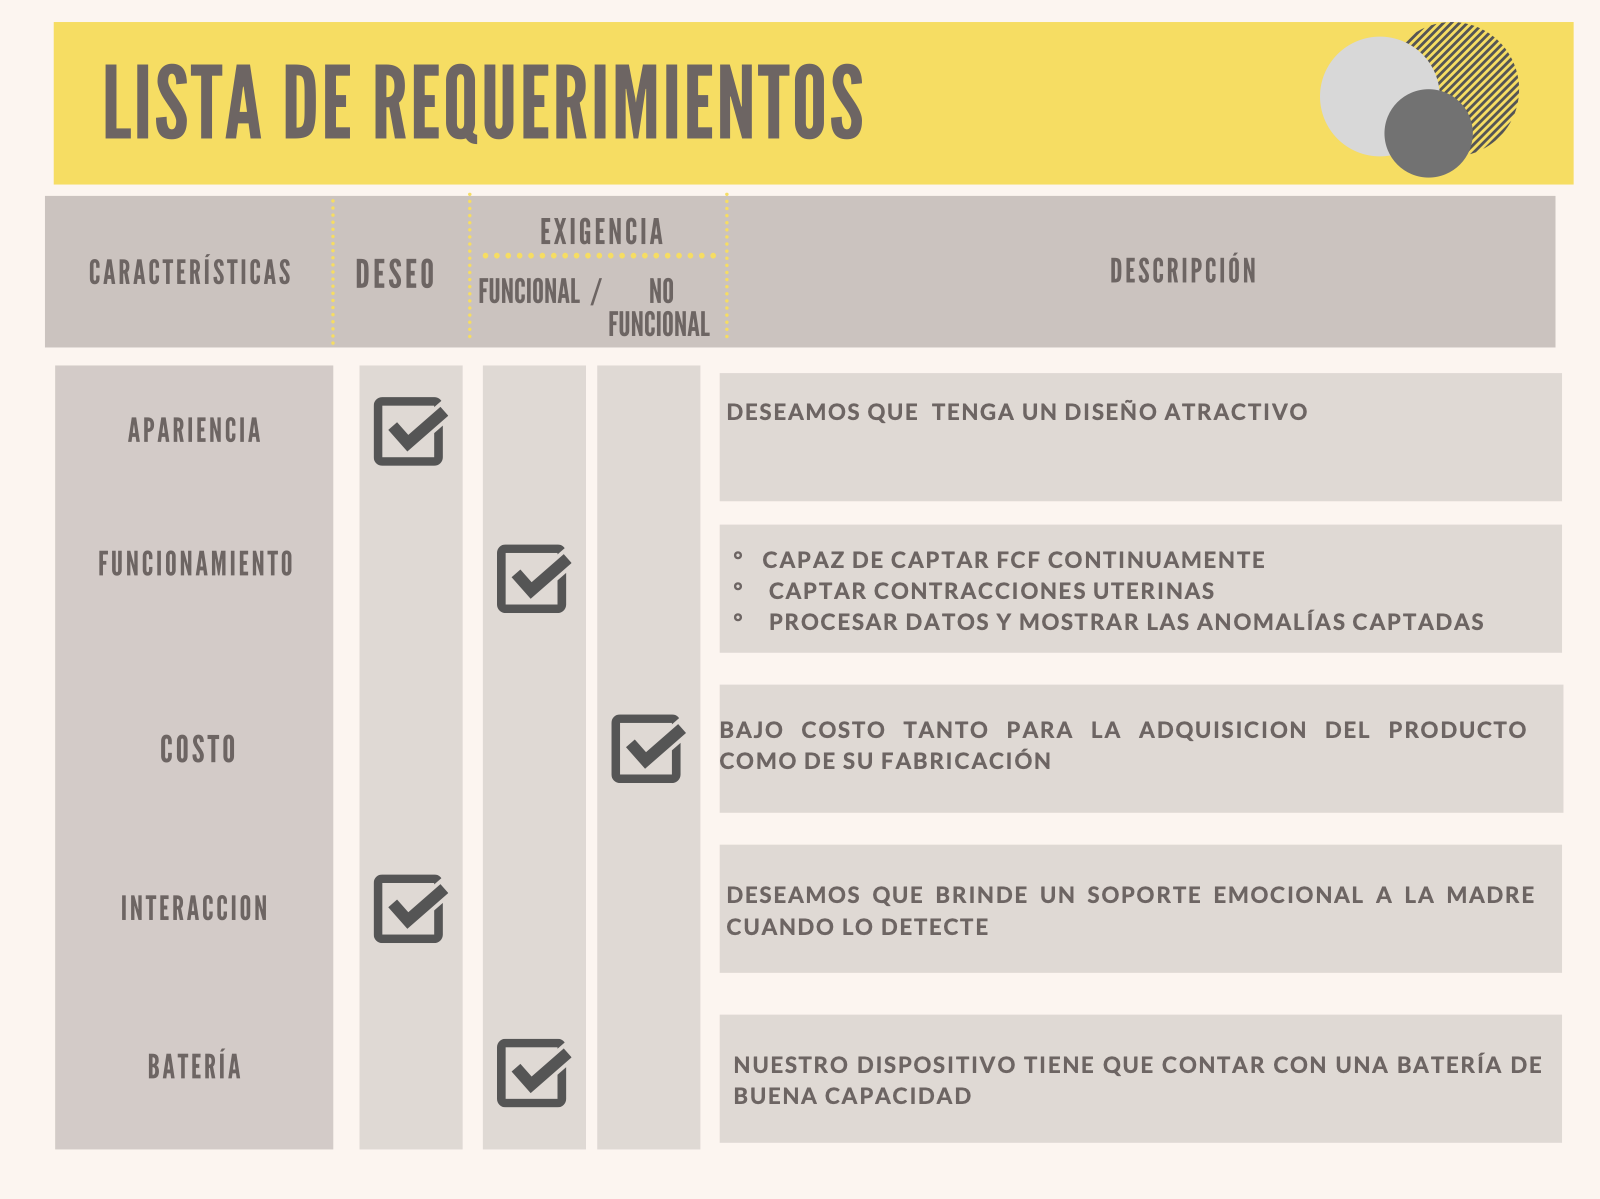 LISTA DE REQUERIMIENTOS
CARACTERÍSTICAS
DESEO
EXIGENCIA
FUNCIONAL / NO
FUNCIONAL
DESCRIPCIÓN
APARIENCIA
DESEAMOS QUE TENGA UN DISEÑO ATRACTIVO
FUNCIONAMIENTO
° CAPAZ DE CAPTAR FCF CONTINUAMENTE
° CAPTAR CONTRACCIONES UTERINAS
° PROCESAR DATOS Y MOSTRAR LAS ANOMALÍAS CAPTADAS
COSTO
BAJO COSTO TANTO PARA LA ADQUISICION DEL PRODUCTO
COMO DE SU FABRICACIÓN
INTERACCION
DESEAMOS QUE BRINDE UN SOPORTE EMOCIONAL A LA MADRE
CUANDO LO DETECTE
BATERÍA
NUESTRO DISPOSITIVO TIENE QUE CONTAR CON UNA BATERÍA DE
BUENA CAPACIDAD